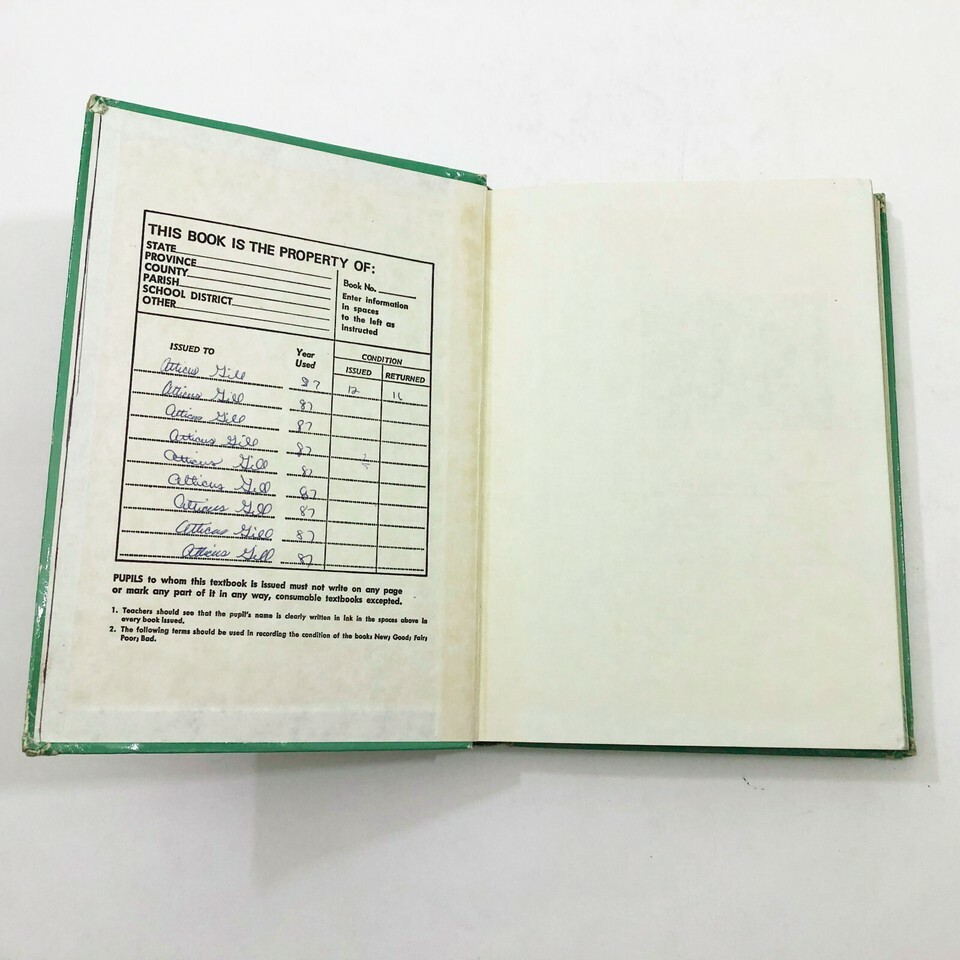 THIS BOOK IS THE PROPERTY OF:
STATE
PROVINCE
COUNTY
PARISH
SCHOOL DISTRICT
OTHER
Book No.
Enter information
in spaces
to the left as
instructed
ISSUED TO
Year
Used
CONDITION
ISSUED
RETURNED
Atticus Gill 87 12 11
Atticus Gill 87
Atticus Gill 87
Atticus Gill 87
Atticus Gill 87
Atticus Gill 87
Atticus Gill 87
Atticus Gill 87
Atticus Gill 87
PUPILS to whom this textbook is issued must not write on any page
or mark any part of it in any way, consumable textbooks excepted.
1. Teachers should see that the pupil's name is clearly written in ink in the spaces above in
every book issued.
2. The following terms should be used in recording the condition of the book: New; Good; Fair;
Poor; Bad.